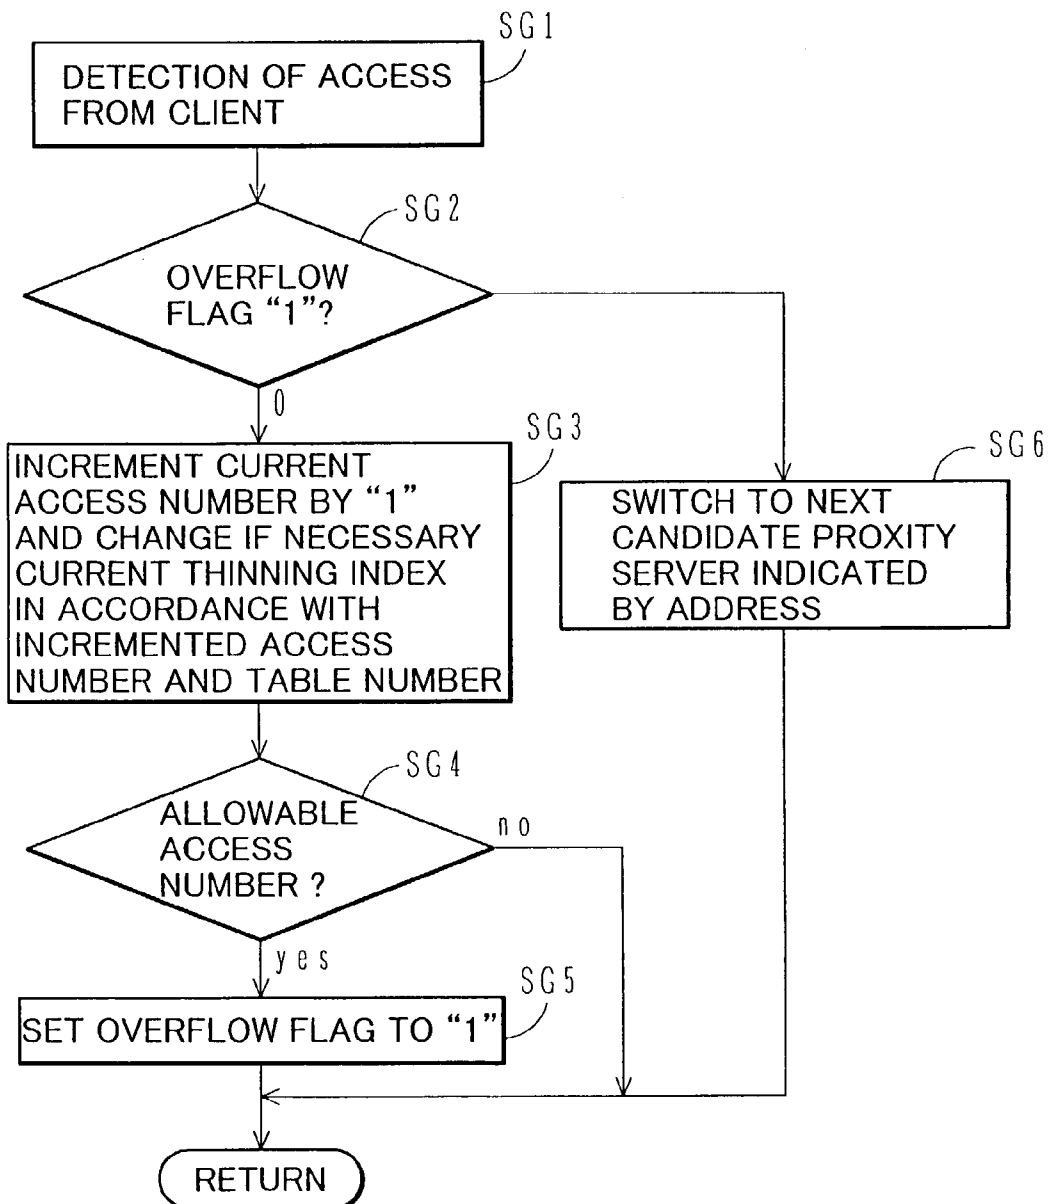 SG1
DETECTION OF ACCESS
FROM CLIENT
SG2
OVERFLOW
FLAG “1”?
0
SG3
INCREMENT CURRENT
ACCESS NUMBER BY “1”
AND CHANGE IF NECESSARY
CURRENT THINNING INDEX
IN ACCORDANCE WITH
INCREMENTED ACCESS
NUMBER AND TABLE NUMBER
SG6
SWITCH TO NEXT
CANDIDATE PROXITY
SERVER INDICATED
BY ADDRESS
SG4
ALLOWABLE
ACCESS
NUMBER ?
no
yes
SG5
SET OVERFLOW FLAG TO “1”
RETURN